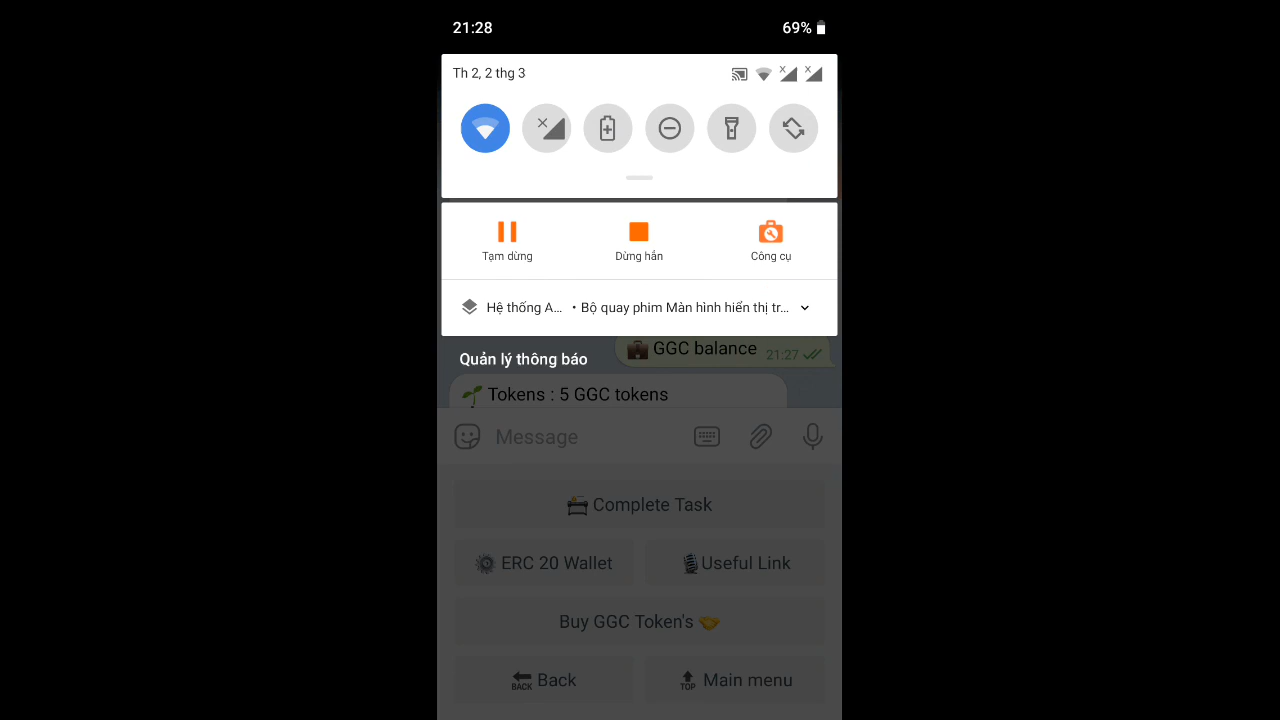 21:28
69%
Th 2, 2 thg 3
Tạm dừng
Dừng hẳn
Công cụ
Hệ thống A... • Bộ quay phim Màn hình hiển thị tr...
GGC balance 21:27
Quản lý thông báo
Tokens : 5 GGC tokens
Message
Complete Task
ERC 20 Wallet
Useful Link
Buy GGC Token's
BACK Back
TOP Main menu